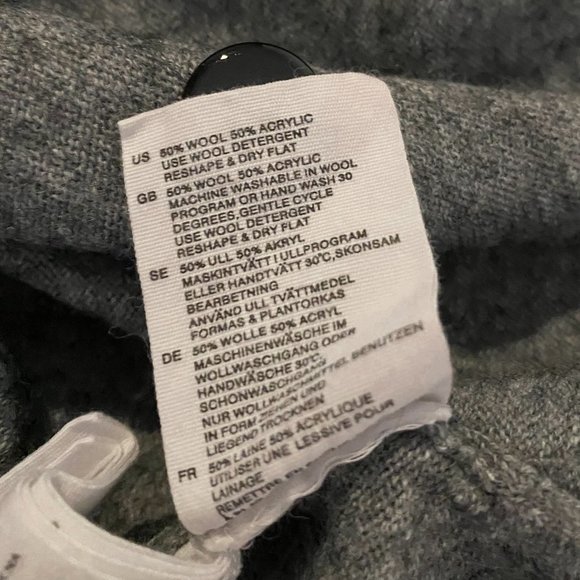 US 50% WOOL 50% ACRYLIC
USE WOOL DETERGENT
RESHAPE & DRY FLAT
GB 50% WOOL 50% ACRYLIC
MACHINE WASHABLE IN WOOL
PROGRAM OR HAND WASH 30
DEGREES, GENTLE CYCLE
USE WOOL DETERGENT
RESHAPE & DRY FLAT
SE 50% ULL 50% AKRYL
MASKINTVÄTT I ULLPROGRAM
ELLER HANDTVÄTT 30°C, SKONSAM
BEARBETNING
ANVÄND ULL TVÄTTMEDEL
FORMAS & PLANTORKAS
DE 50% WOLLE 50% ACRYL
MASCHINENWÄSCHE IM
WOLLWASCHGANG ODER
HANDWÄSCHE 30°C,
SCHONWASCHGANG
NUR WOLLWASCHMITTEL BENUTZEN
IN FORM ZIEHEN UND
LIEGEND TROCKNEN
FR 50% LAINE 50% ACRYLIQUE
UTILISER UNE LESSIVE POUR
LAINAGE.
REMETTRE EN